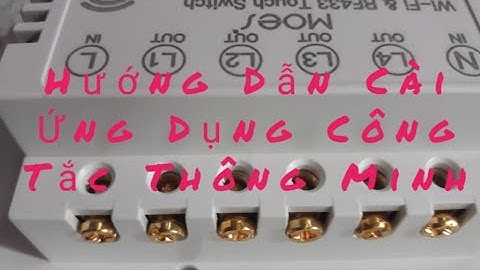 Wi-Fi & RF433 Touch Switch
MOES
IN OUT OUT OUT OUT IN
L L1 L2 L3 L4 N
Hướng Dẫn Cài
Ứng Dụng Công
Tắc Thông Minh